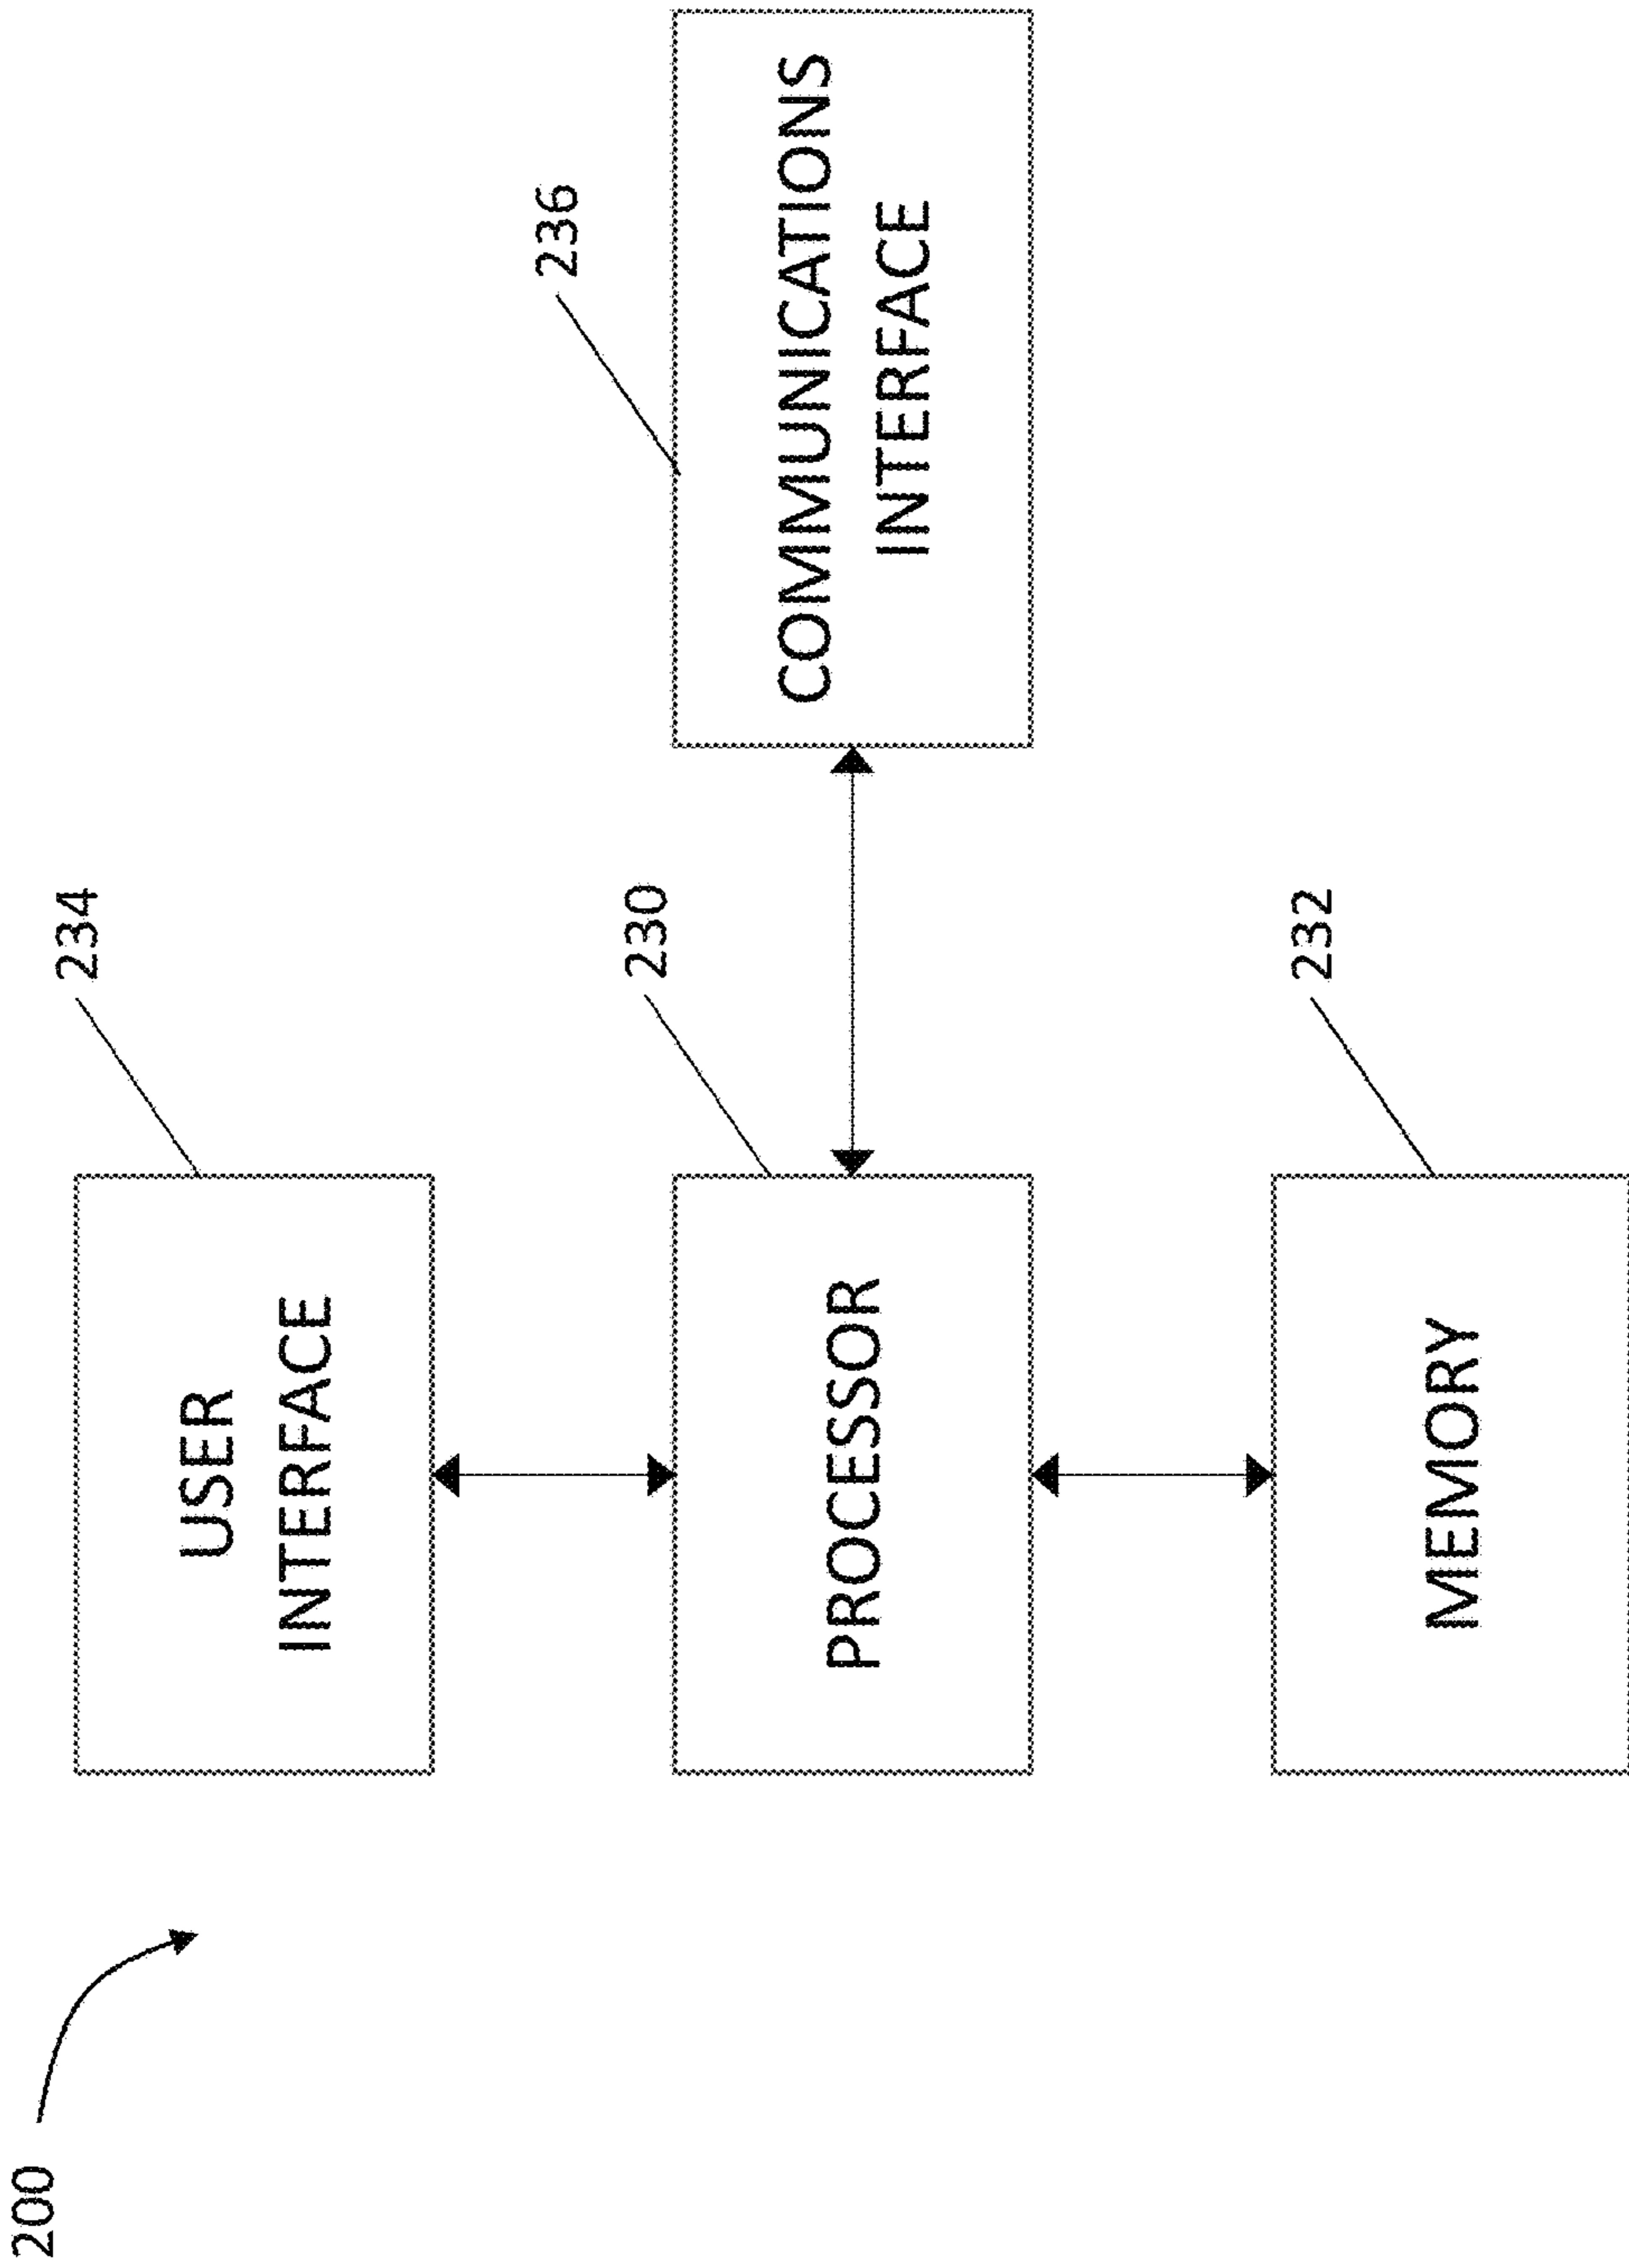 200
234
USER
INTERFACE
230
PROCESSOR
236
COMMUNICATIONS
INTERFACE
232
MEMORY